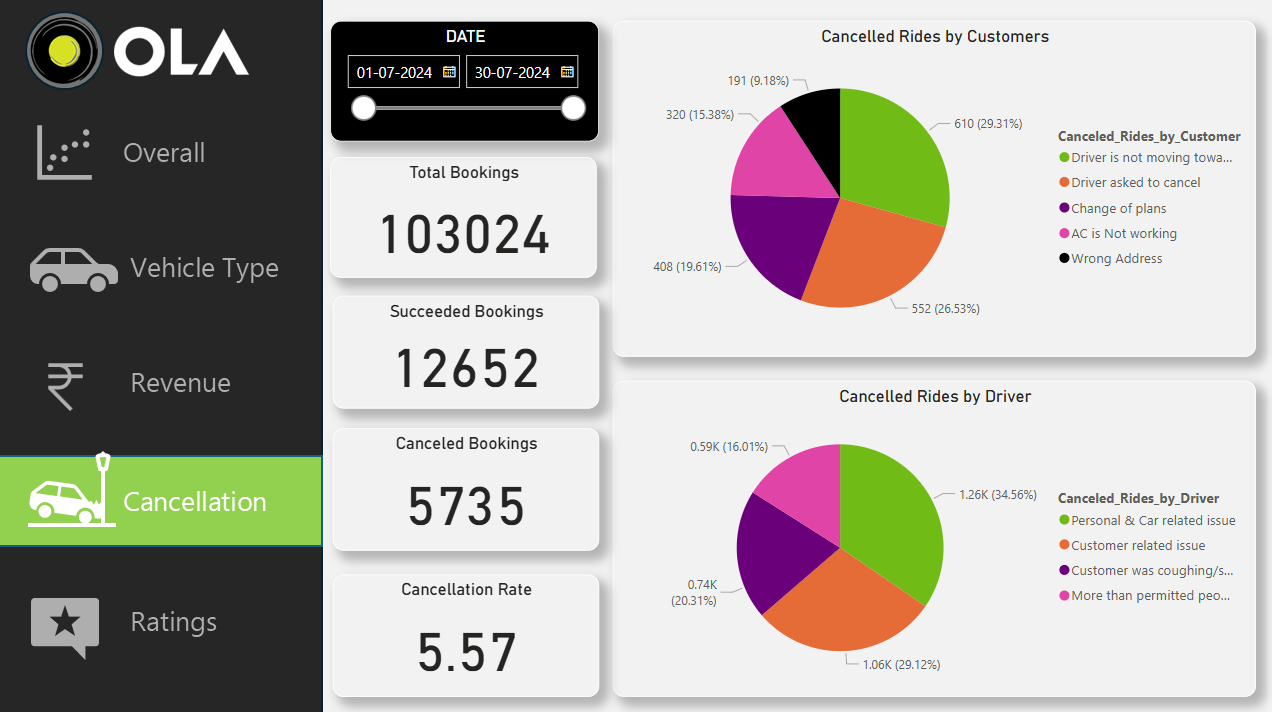 OLA
Overall
Vehicle Type
Revenue
Cancellation
Ratings
DATE
01-07-2024
30-07-2024
Total Bookings
103024
Succeeded Bookings
12652
Canceled Bookings
5735
Cancellation Rate
5.57
Cancelled Rides by Customers
191 (9.18%)
320 (15.38%)
610 (29.31%)
408 (19.61%)
552 (26.53%)
Canceled_Rides_by_Customer
Driver is not moving towa...
Driver asked to cancel
Change of plans
AC is Not working
Wrong Address
Cancelled Rides by Driver
0.59K (16.01%)
1.26K (34.56%)
0.74K
(20.31%)
1.06K (29.12%)
Canceled_Rides_by_Driver
Personal & Car related issue
Customer related issue
Customer was coughing/s...
More than permitted peo...